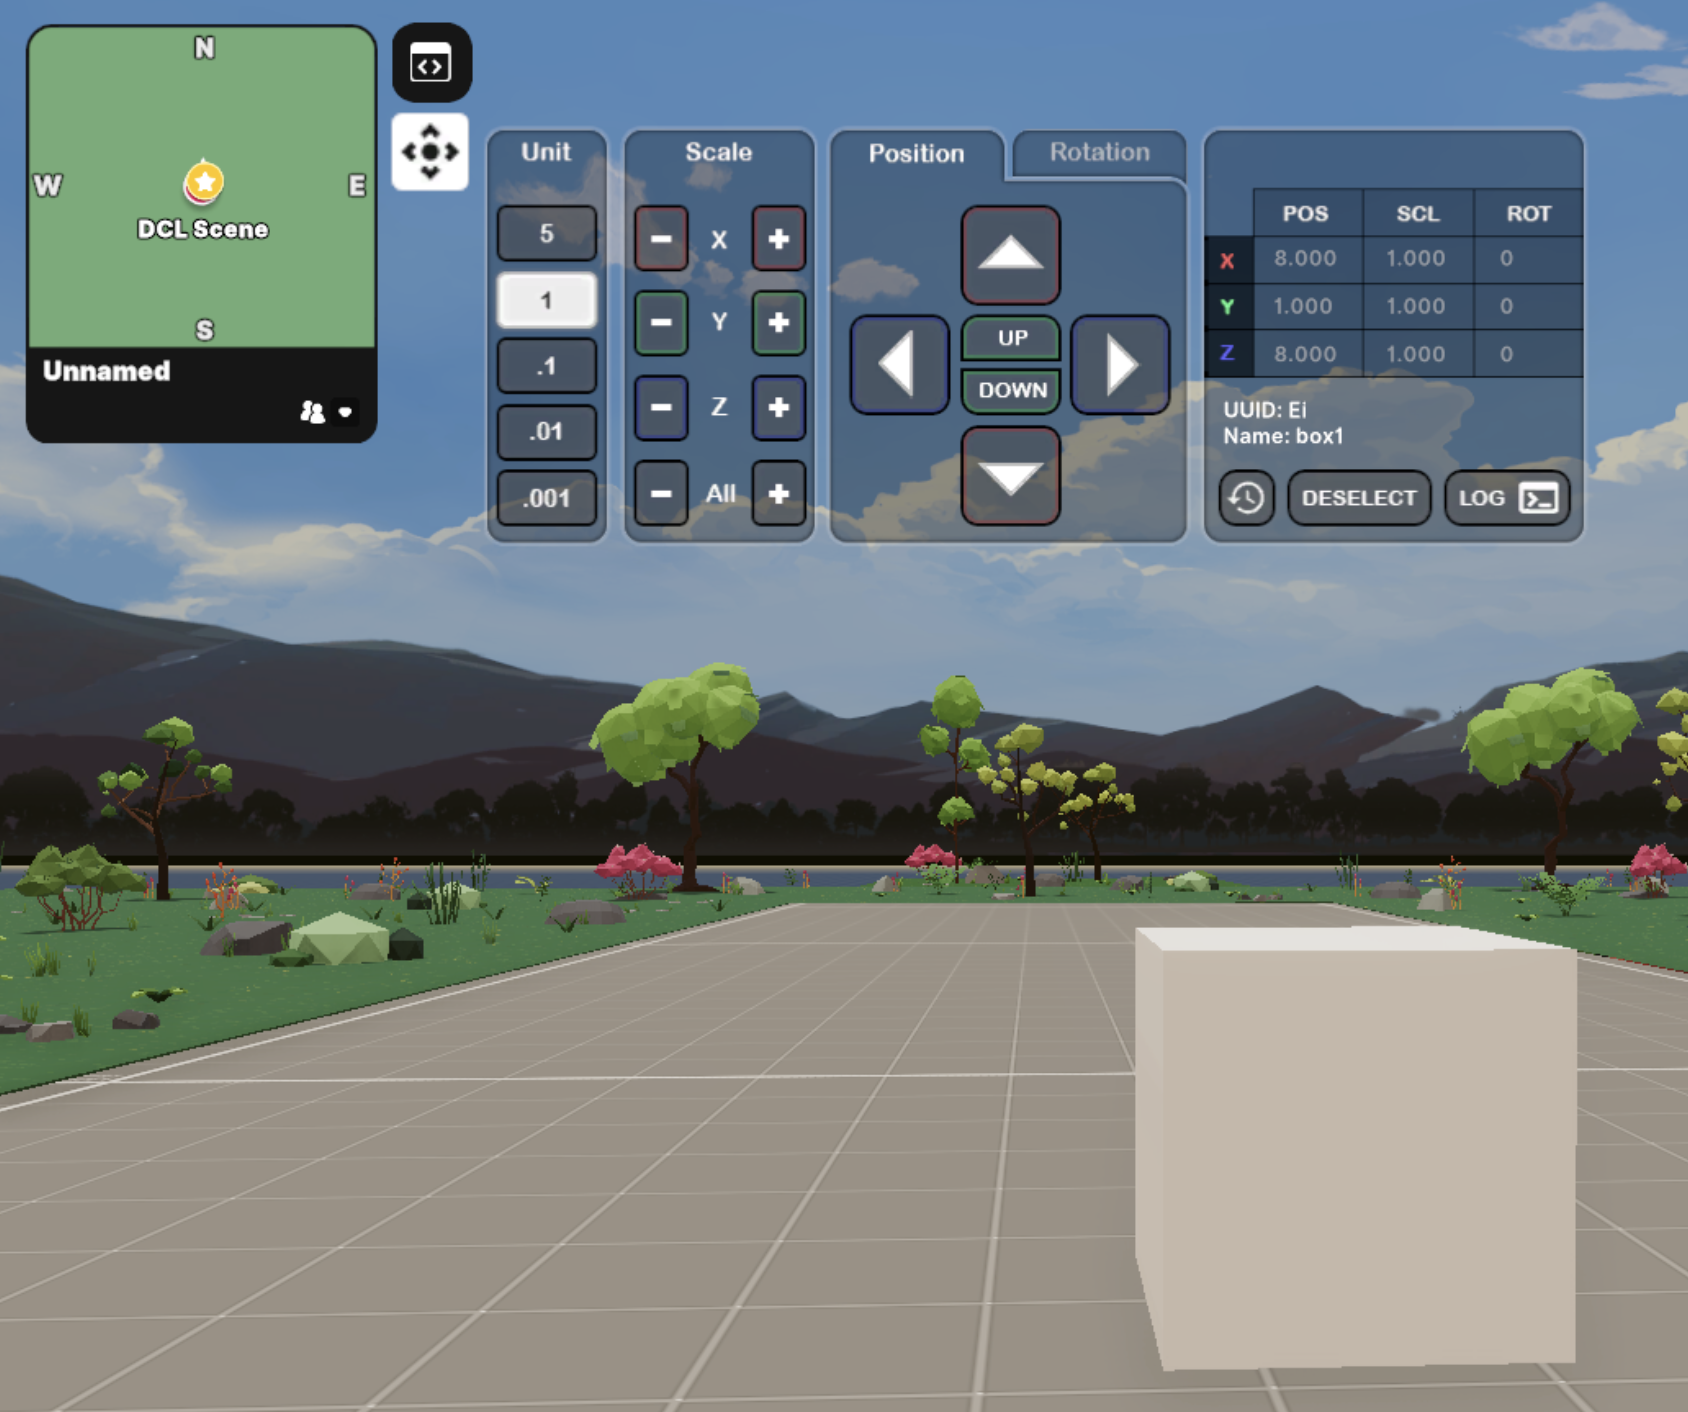 N
W
E
DCL Scene
S
Unnamed
Unit
5
1
.1
.01
.001
Scale
X
Y
Z
All
Position
Rotation
UP
DOWN
POS SCL ROT
X 8.000 1.000 0
Y 1.000 1.000 0
Z 8.000 1.000 0
UUID: Ei
Name: box1
DESELECT
LOG